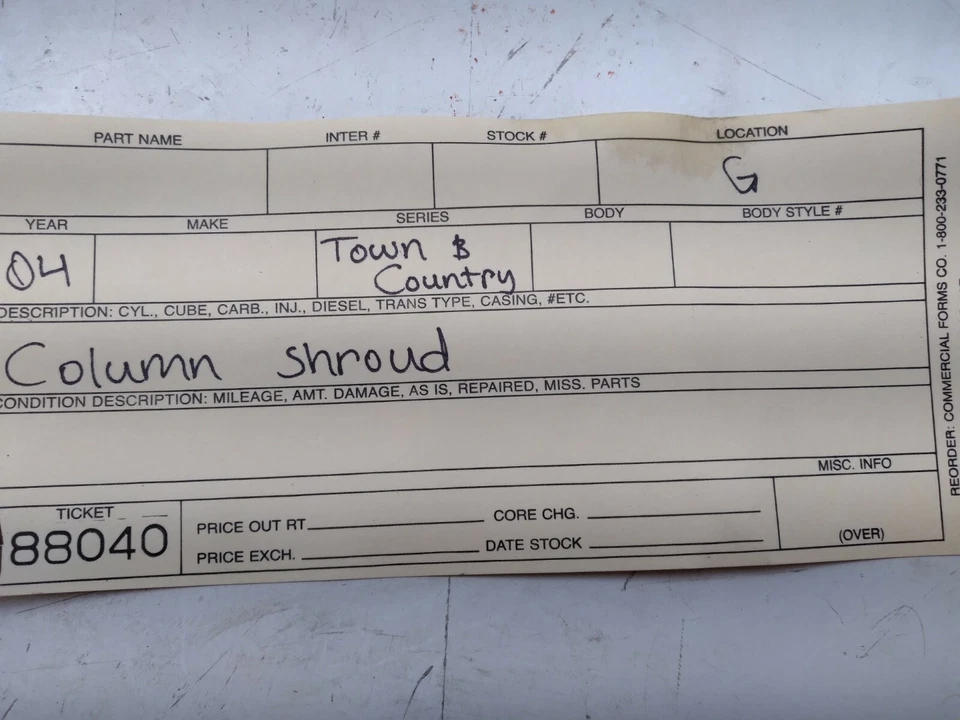 PART NAME INTER # STOCK # LOCATION
G
YEAR MAKE SERIES BODY BODY STYLE #
04 Town &
Country
DESCRIPTION: CYL., CUBE, CARB., INJ., DIESEL, TRANS TYPE, CASING, #ETC.
Column shroud
CONDITION DESCRIPTION: MILEAGE, AMT. DAMAGE, AS IS, REPAIRED, MISS. PARTS
MISC. INFO
TICKET
88040
PRICE OUT RT. CORE CHG.
PRICE EXCH. DATE STOCK
(OVER)
REORDER: COMMERCIAL FORMS CO. 1-800-233-0771